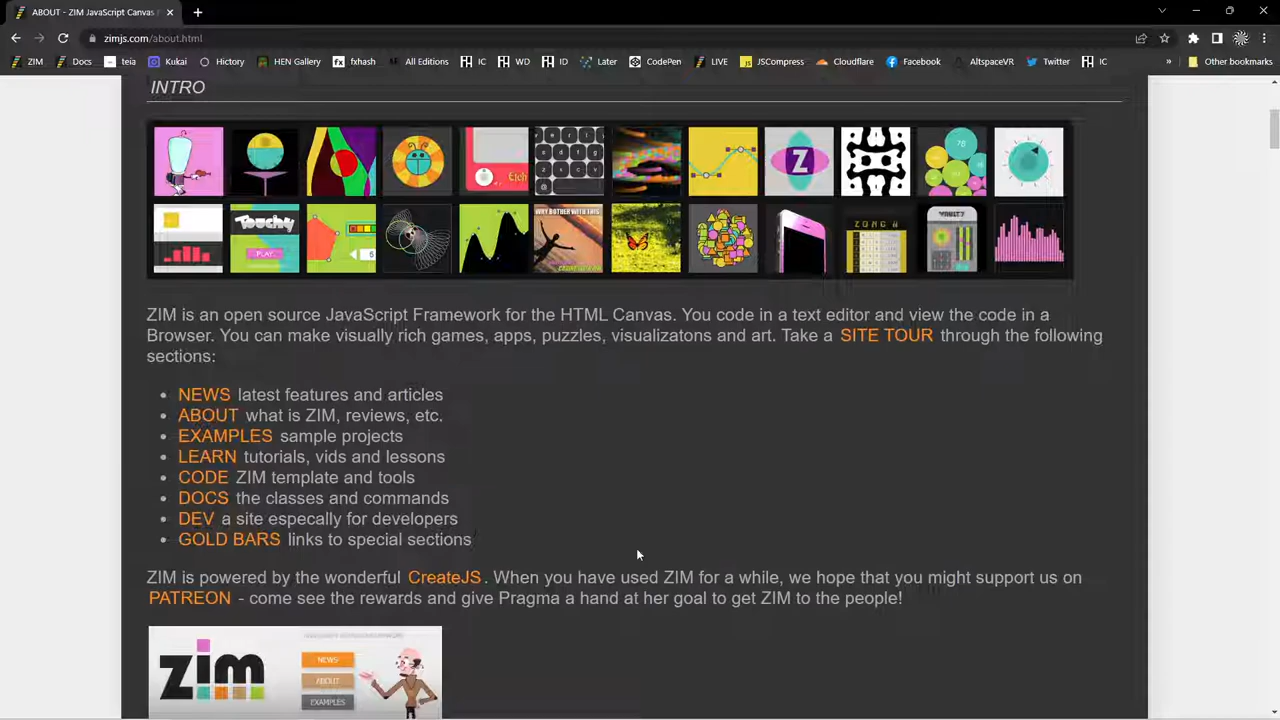 ABOUT - ZIM JavaScript Canvas F
zimjs.com/about.html
ZIM Docs teia Kukai Hictory HEN Gallery fxhash All Editions IC WD ID Later CodePen LIVE JSCompress Cloudflare Facebook AltspaceVR Twitter IC » Other bookmarks
INTRO
Etch
Z
78
Touchy
PLAY
5
WHY BOTHER WITH THIS
ZONE A
VANITY
ZIM is an open source JavaScript Framework for the HTML Canvas. You code in a text editor and view the code in a
Browser. You can make visually rich games, apps, puzzles, visualizatons and art. Take a SITE TOUR through the following
sections:
• NEWS latest features and articles
• ABOUT what is ZIM, reviews, etc.
• EXAMPLES sample projects
• LEARN tutorials, vids and lessons
• CODE ZIM template and tools
• DOCS the classes and commands
• DEV a site especally for developers
• GOLD BARS links to special sections
ZIM is powered by the wonderful CreateJS. When you have used ZIM for a while, we hope that you might support us on
PATREON - come see the rewards and give Pragma a hand at her goal to get ZIM to the people!
zim
NEWS
ABOUT
EXAMPLES